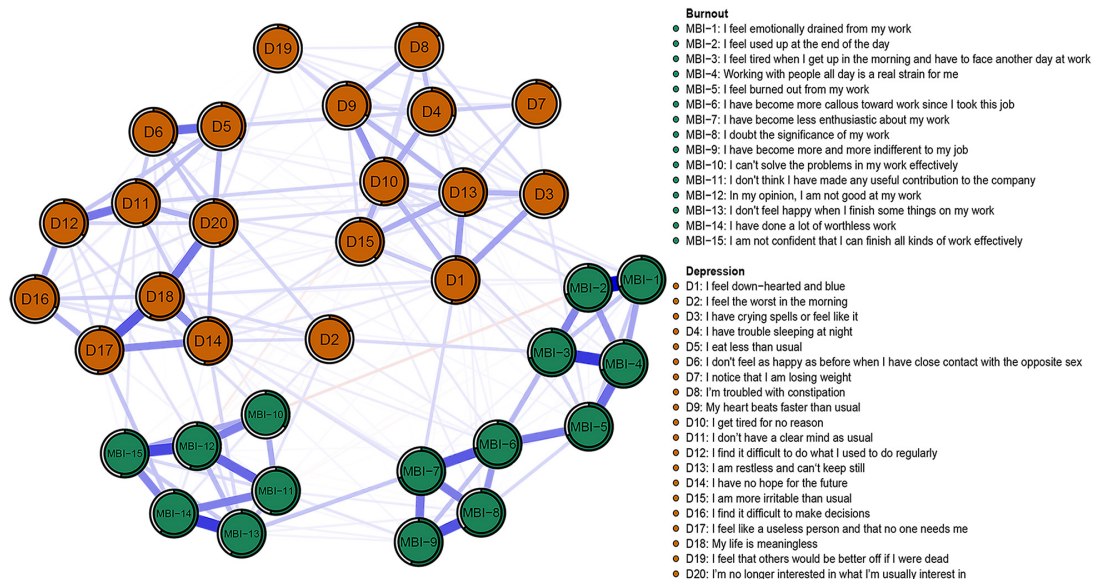 D19
D8
D9
D4
D7
D6
D5
D10
D13
D3
D11
D12
D20
D15
D1
D16
D18
D17
D14
D2
MBI−1
MBI−2
MBI−3
MBI−4
MBI−5
MBI−6
MBI−7
MBI−8
MBI−9
MBI−10
MBI−12
MBI−15
MBI−11
MBI−14
MBI−13
Burnout
MBI−1: I feel emotionally drained from my work
MBI−2: I feel used up at the end of the day
MBI−3: I feel tired when I get up in the morning and have to face another day at work
MBI−4: Working with people all day is a real strain for me
MBI−5: I feel burned out from my work
MBI−6: I have become more callous toward work since I took this job
MBI−7: I have become less enthusiastic about my work
MBI−8: I doubt the significance of my work
MBI−9: I have become more and more indifferent to my job
MBI−10: I can't solve the problems in my work effectively
MBI−11: I don't think I have made any useful contribution to the company
MBI−12: In my opinion, I am not good at my work
MBI−13: I don't feel happy when I finish some things on my work
MBI−14: I have done a lot of worthless work
MBI−15: I am not confident that I can finish all kinds of work effectively
Depression
D1: I feel down−hearted and blue
D2: I feel the worst in the morning
D3: I have crying spells or feel like it
D4: I have trouble sleeping at night
D5: I eat less than usual
D6: I don't feel as happy as before when I have close contact with the opposite sex
D7: I notice that I am losing weight
D8: I'm troubled with constipation
D9: My heart beats faster than usual
D10: I get tired for no reason
D11: I don't have a clear mind as usual
D12: I find it difficult to do what I used to do regularly
D13: I am restless and can't keep still
D14: I have no hope for the future
D15: I am more irritable than usual
D16: I find it difficult to make decisions
D17: I feel like a useless person and that no one needs me
D18: My life is meaningless
D19: I feel that others would be better off if I were dead
D20: I'm no longer interested in what I'm usually interest in